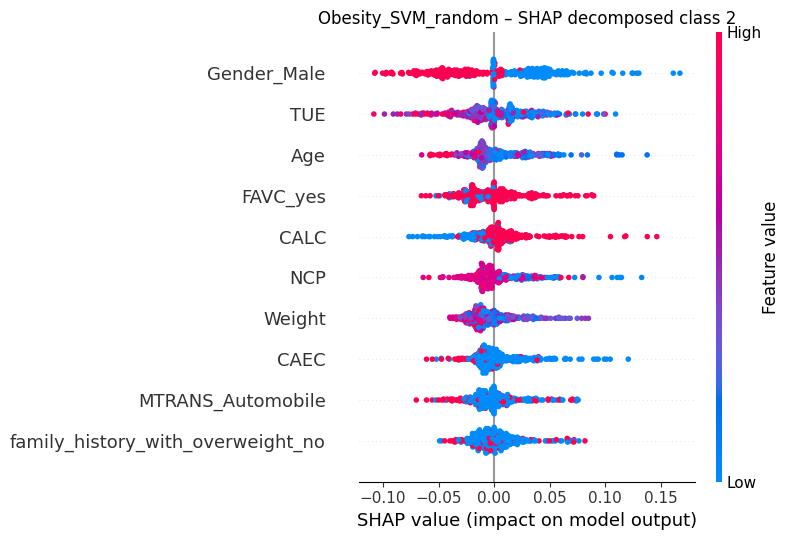 Obesity_SVM_random – SHAP decomposed class 2
High
Gender_Male
TUE
Age
FAVC_yes
CALC
NCP
Weight
CAEC
MTRANS_Automobile
family_history_with_overweight_no
Feature value
Low
−0.10 −0.05 0.00 0.05 0.10 0.15
SHAP value (impact on model output)